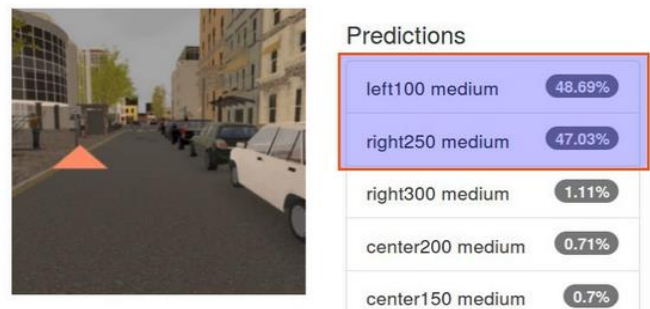 Predictions
left100 medium 48.69%
right250 medium 47.03%
right300 medium 1.11%
center200 medium 0.71%
center150 medium 0.7%